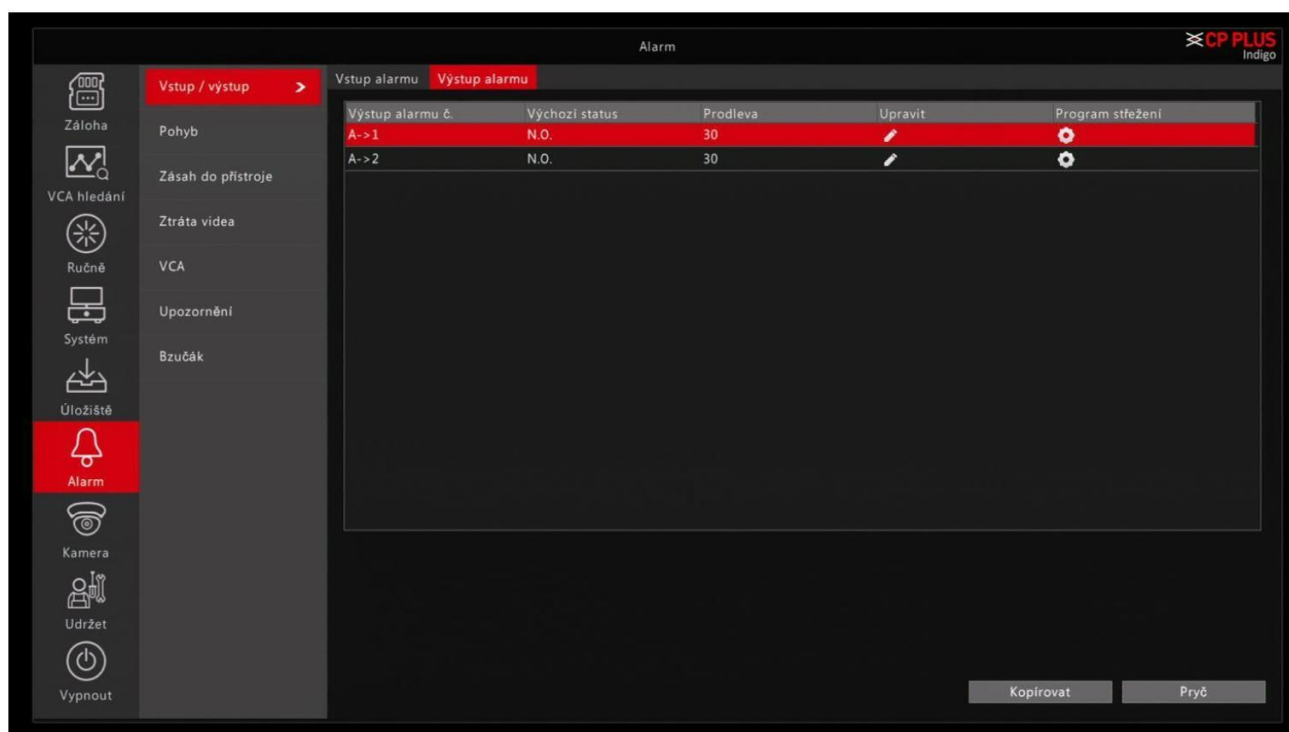 Alarm
CP PLUS
Indigo
Záloha
VCA hledání
Ručně
Systém
Úložiště
Alarm
Kamera
Udržet
Vypnout
Vstup / výstup
Pohyb
Zásah do přístroje
Ztráta videa
VCA
Upozornění
Bzučák
Vstup alarmu Výstup alarmu
Výstup alarmu č. Výchozí status Prodleva Upravit Program střežení
A->1 N.O. 30
A->2 N.O. 30
Kopírovat Pryč